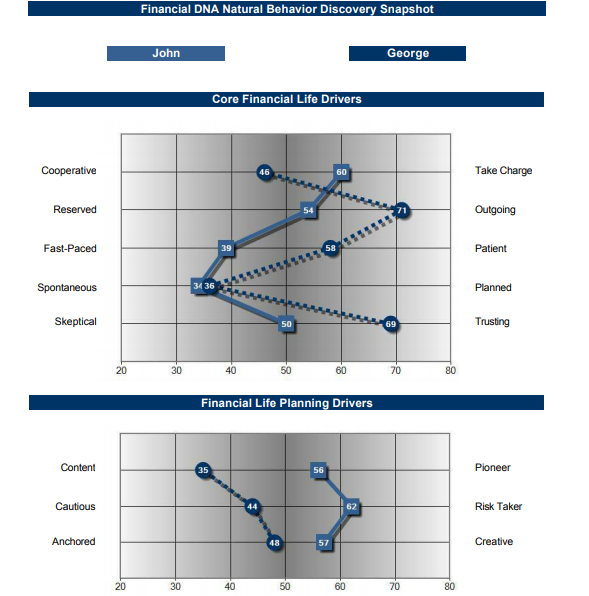 Financial DNA Natural Behavior Discovery Snapshot
John George
Core Financial Life Drivers
Cooperative 46 60 Take Charge
Reserved 54 71 Outgoing
Fast-Paced 39 58 Patient
Spontaneous 34 36 Planned
Skeptical 50 69 Trusting
20 30 40 50 60 70 80
Financial Life Planning Drivers
Content 35 56 Pioneer
Cautious 44 62 Risk Taker
Anchored 48 57 Creative
20 30 40 50 60 70 80